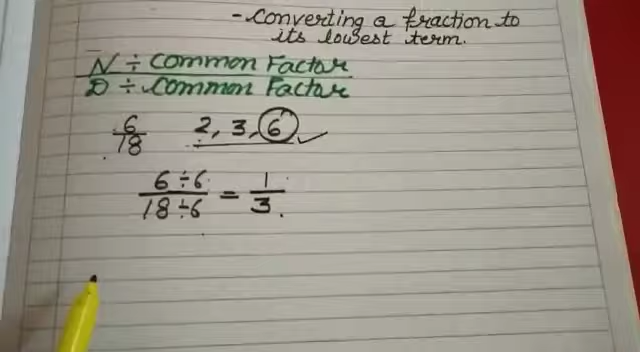 - Converting a fraction to
its lowest term.
N ÷ Common Factor
D ÷ Common Factor
6/18 2, 3, 6 ✓
6 ÷ 6 / 18 ÷ 6 = 1/3.